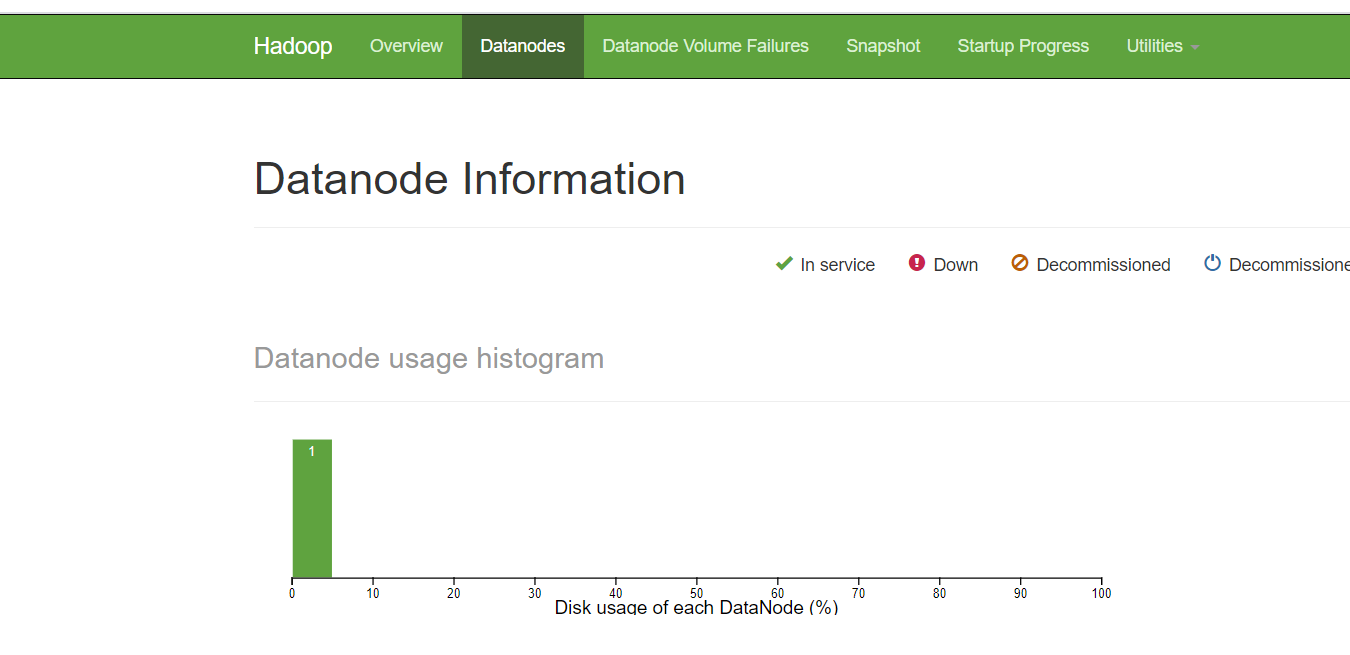 Hadoop Overview Datanodes Datanode Volume Failures Snapshot Startup Progress Utilities
Datanode Information
In service Down Decommissioned Decommissione
Datanode usage histogram
1
0 10 20 30 40 50 60 70 80 90 100
Disk usage of each DataNode (%)